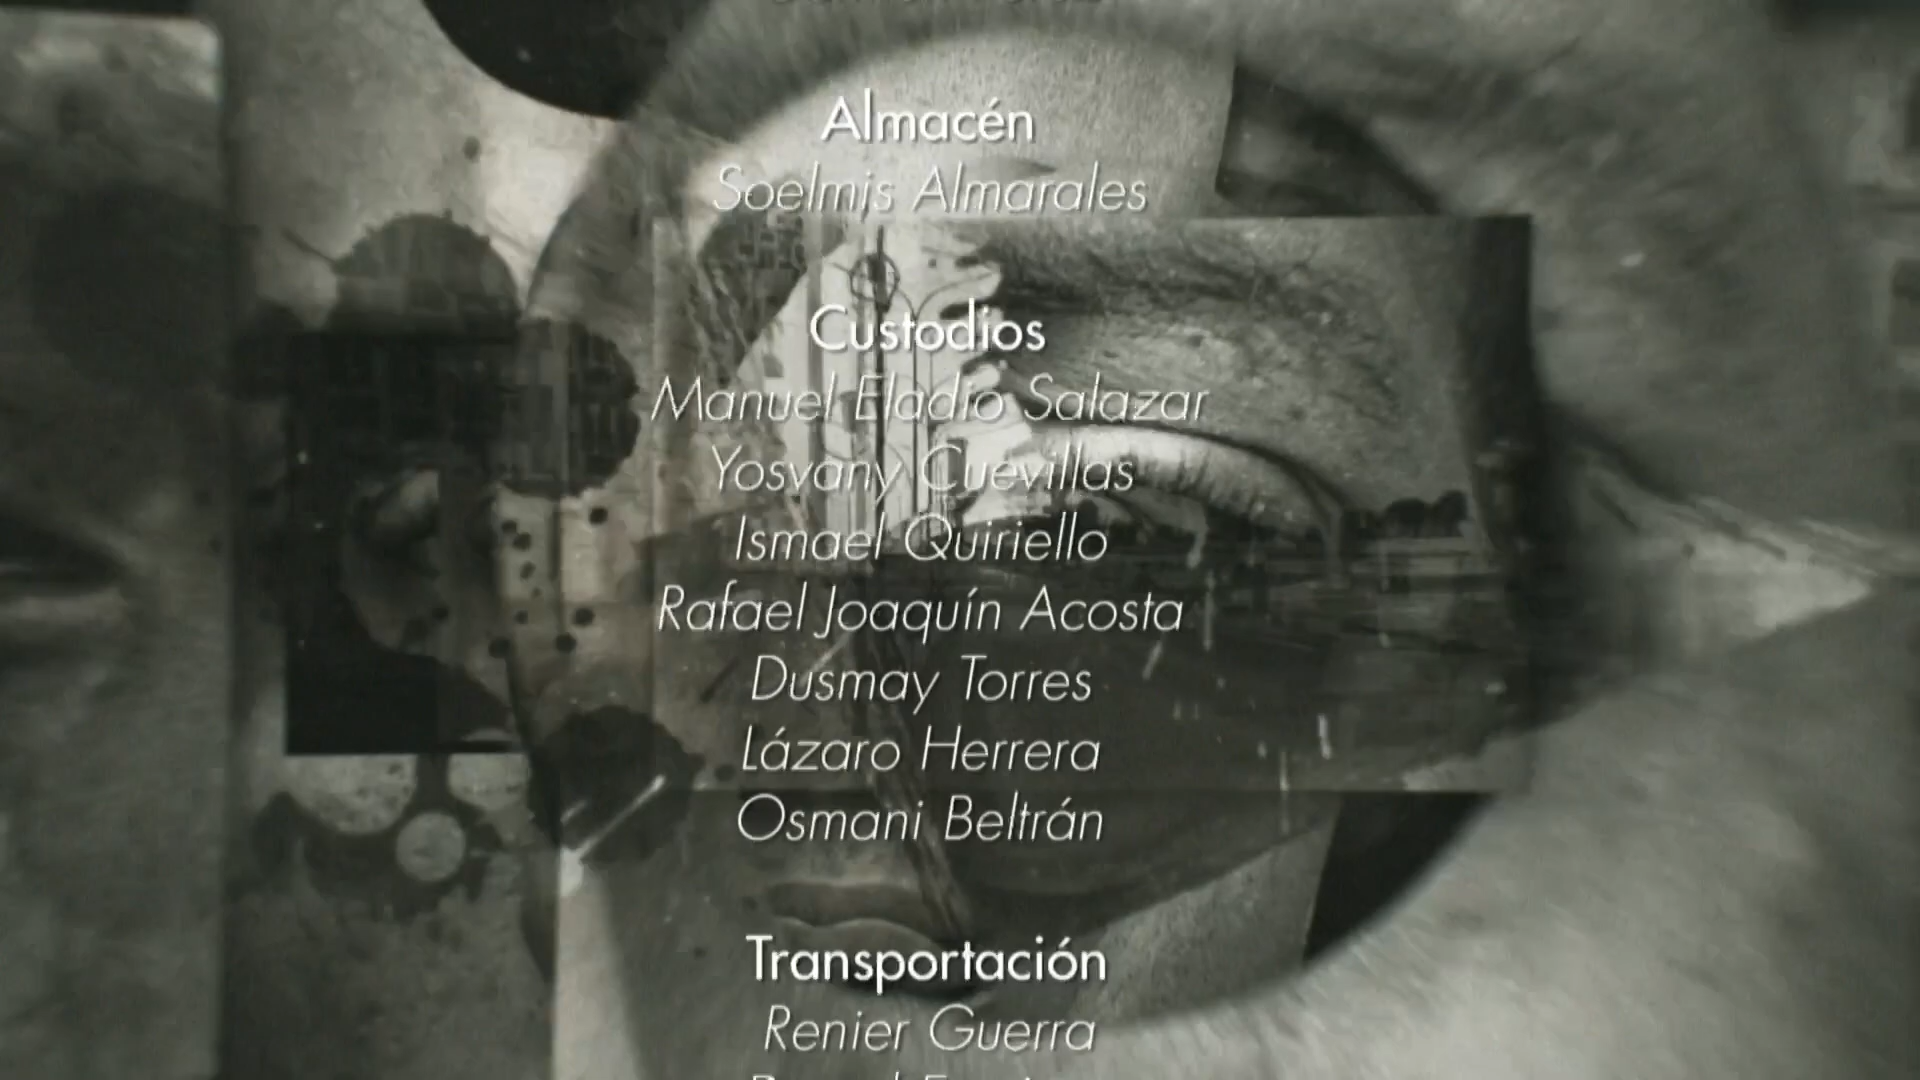 Almacén
Soelmis Almarales
Custodios
Manuel Eladio Salazar
Yosvany Cuevillas
Ismael Quiriello
Rafael Joaquín Acosta
Dusmay Torres
Lázaro Herrera
Osmani Beltrán
Transportación
Renier Guerra